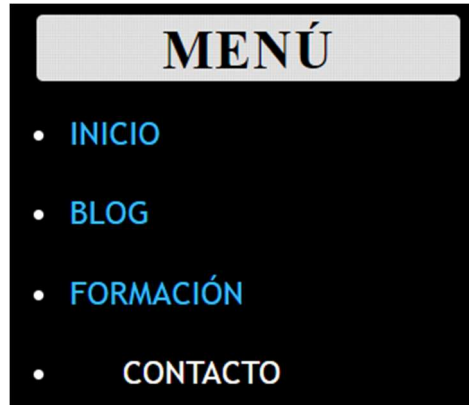 MENÚ
• INICIO
• BLOG
• FORMACIÓN
• CONTACTO